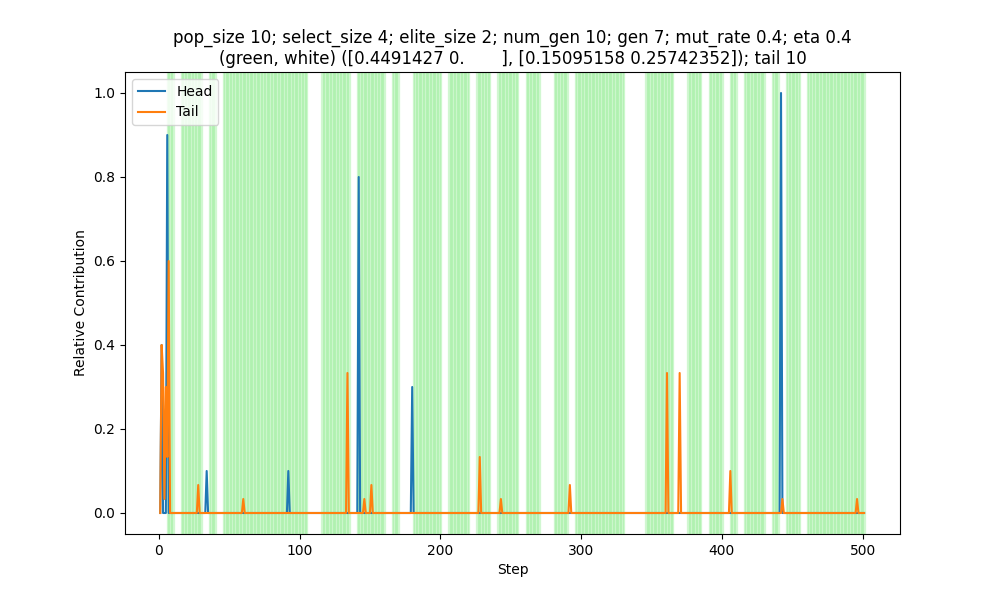 pop_size 10; select_size 4; elite_size 2; num_gen 10; gen 7; mut_rate 0.4; eta 0.4
(green, white) ([0.4491427 0.        ], [0.15095158 0.25742352]); tail 10
Head
Tail
1.0
0.8
0.6
0.4
0.2
0.0
Relative Contribution
0 100 200 300 400 500
Step